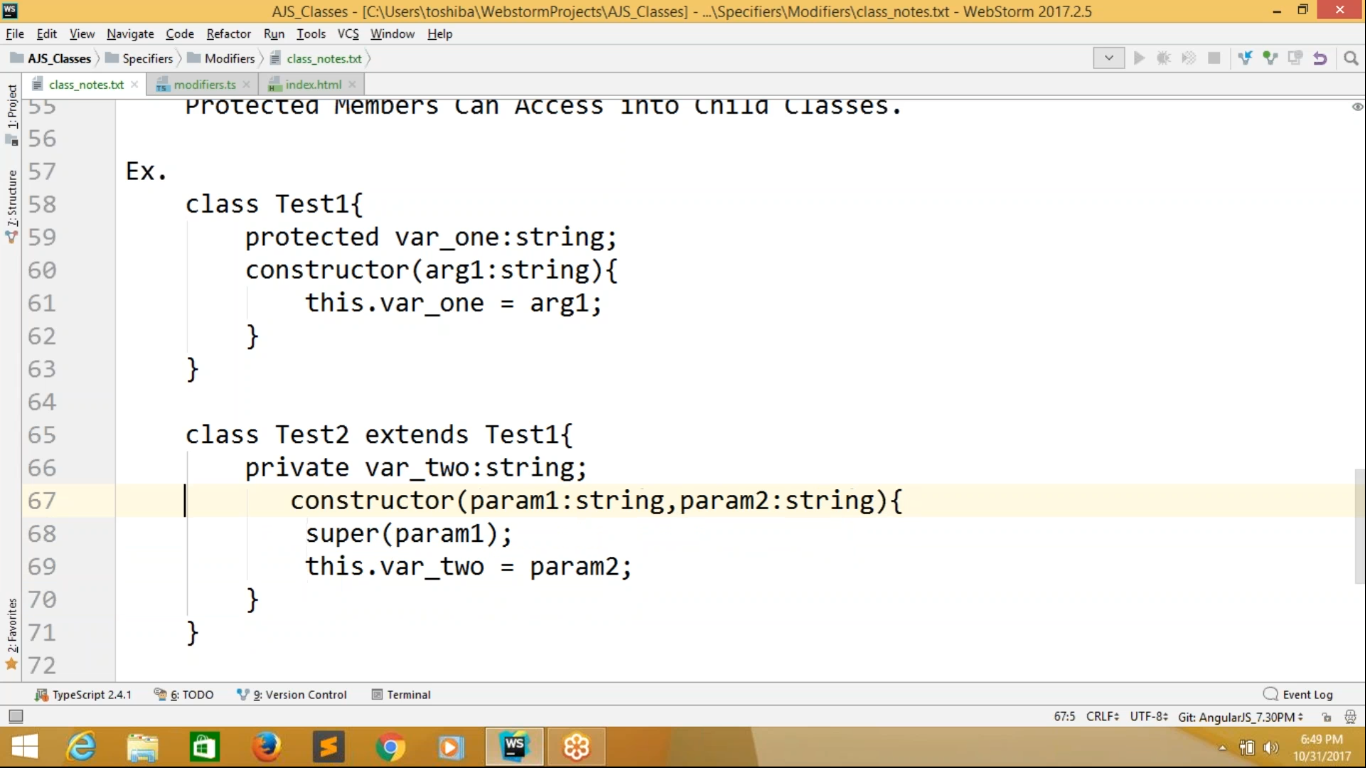 AJS_Classes - [C:\Users\toshiba\WebstormProjects\AJS_Classes] - ...\Specifiers\Modifiers\class_notes.txt - WebStorm 2017.2.5
File Edit View Navigate Code Refactor Run Tools VCS Window Help
AJS_Classes Specifiers Modifiers class_notes.txt
class_notes.txt modifiers.ts index.html
1: Project
7: Structure
2: Favorites
55 Protected Members Can Access into Child Classes.
56
57 Ex.
58 class Test1{
59 protected var_one:string;
60 constructor(arg1:string){
61 this.var_one = arg1;
62 }
63 }
64
65 class Test2 extends Test1{
66 private var_two:string;
67 constructor(param1:string,param2:string){
68 super(param1);
69 this.var_two = param2;
70 }
71 }
72
TypeScript 2.4.1 6: TODO 9: Version Control Terminal Event Log
67:5 CRLF UTF-8 Git: AngularJS_7.30PM
WS
6:49 PM
10/31/2017